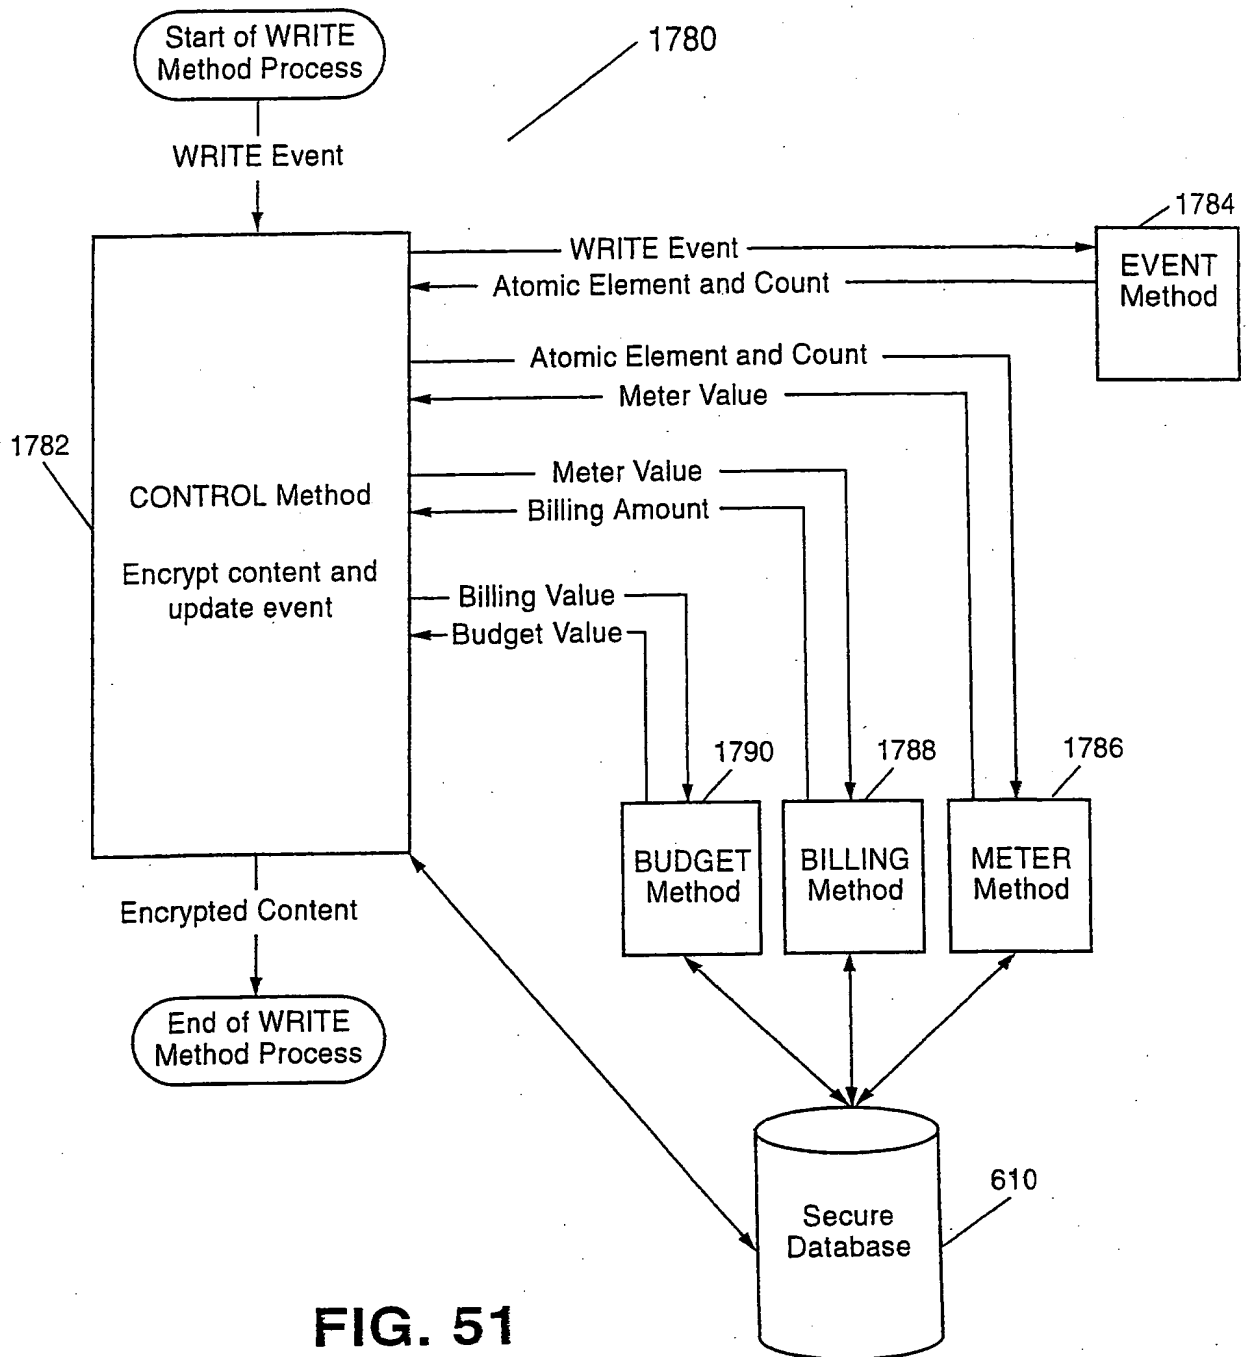 Start of WRITE
Method Process
1780
WRITE Event
1784
WRITE Event
EVENT
Method
Atomic Element and Count
Atomic Element and Count
Meter Value
1782
CONTROL Method
Encrypt content and
update event
Meter Value
Billing Amount
Billing Value
Budget Value
1790
1788
1786
BUDGET
Method
BILLING
Method
METER
Method
Encrypted Content
End of WRITE
Method Process
610
Secure
Database
FIG. 51